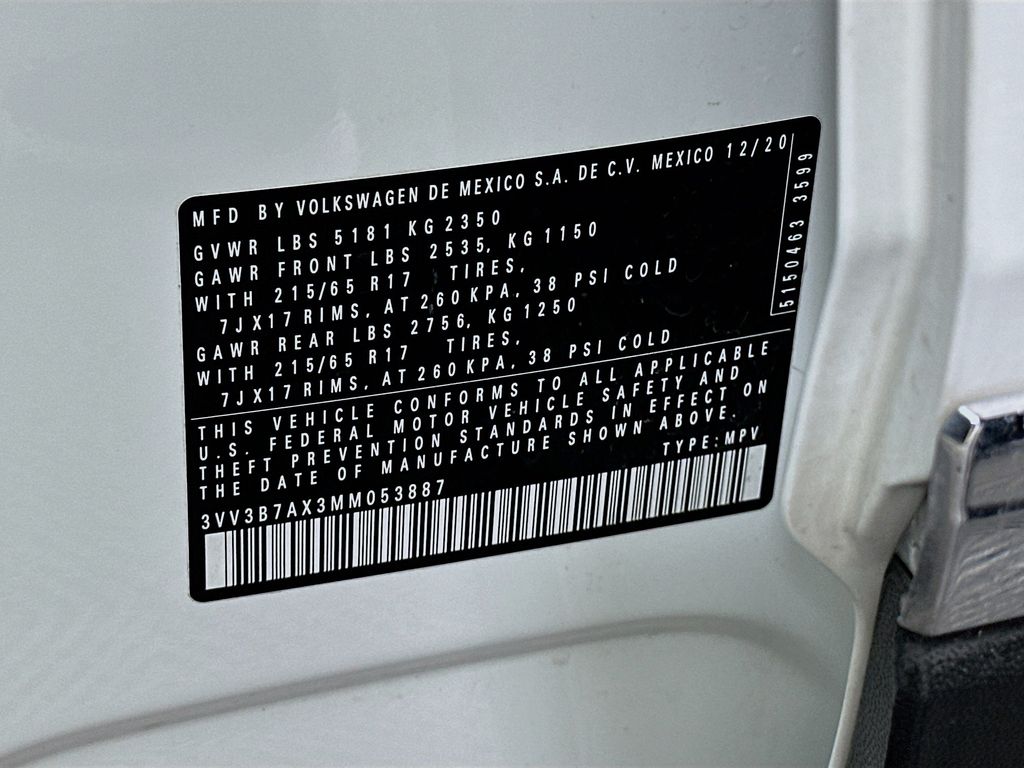 MFD BY VOLKSWAGEN DE MEXICO S.A. DE C.V. MEXICO 12/20
GVWR LBS 5181 KG 2350
GAWR FRONT LBS 2535, KG 1150
WITH 215/65 R17 TIRES,
7JX17 RIMS, AT 260 KPA, 38 PSI COLD
GAWR REAR LBS 2756, KG 1250
WITH 215/65 R17 TIRES,
7JX17 RIMS, AT 260 KPA, 38 PSI COLD
5150463 3599
THIS VEHICLE CONFORMS TO ALL APPLICABLE
U.S. FEDERAL MOTOR VEHICLE SAFETY AND
THEFT PREVENTION STANDARDS IN EFFECT ON
THE DATE OF MANUFACTURE SHOWN ABOVE.
TYPE: MPV
3VV3B7AX3MM053887